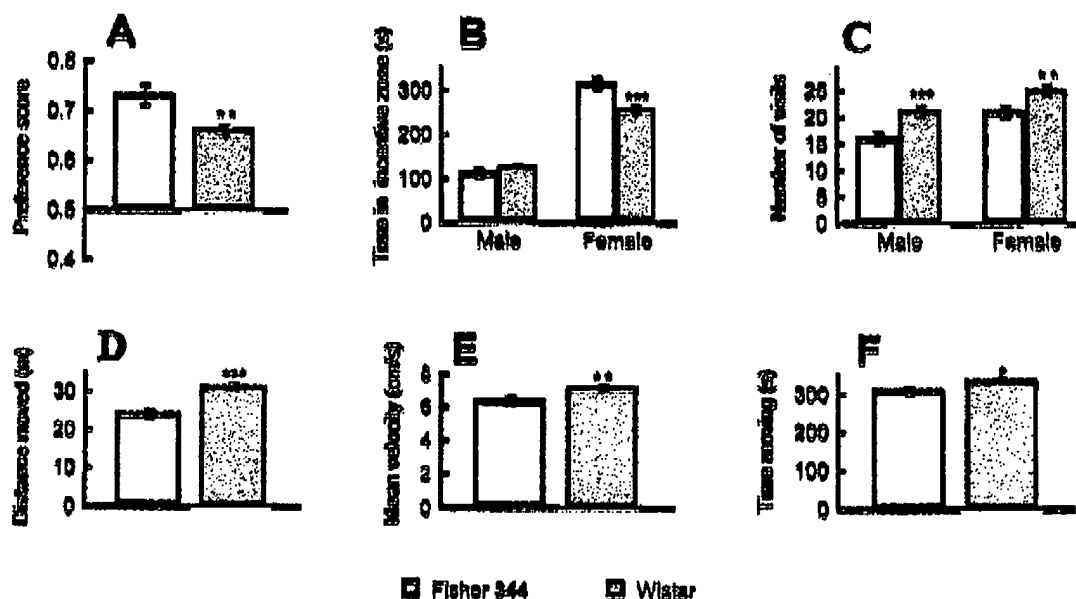 A
B
C
Preference score
0.8
0.7
0.6
0.5
0.4
**
Time in incentive zone (s)
300
200
100
0
***
Male
Female
Number of visits
25
20
15
10
5
0
***
**
Male
Female
D
E
F
Distance moved (m)
30
20
10
0
***
Mean velocity (cm/s)
8
6
4
2
0
**
Time moving (s)
300
200
100
0
*
Fisher 344
Wistar